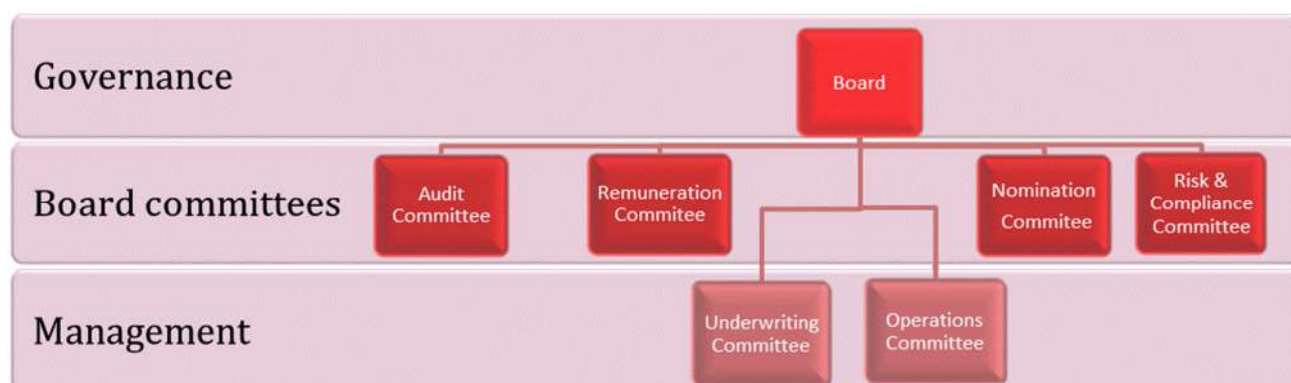 Governance
Board
Board committees
Audit
Committee
Remuneration
Commitee
Nomination
Commitee
Risk &
Compliance
Committee
Management
Underwriting
Committee
Operations
Committee